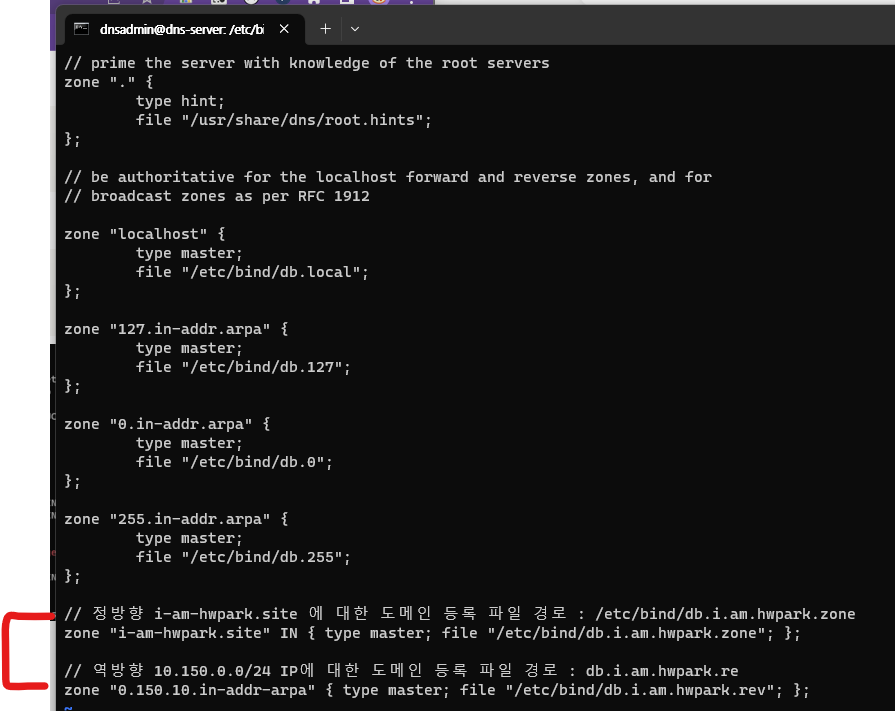 dnsadmin@dns-server: /etc/bi
// prime the server with knowledge of the root servers
zone "." {
type hint;
file "/usr/share/dns/root.hints";
};
// be authoritative for the localhost forward and reverse zones, and for
// broadcast zones as per RFC 1912
zone "localhost" {
type master;
file "/etc/bind/db.local";
};
zone "127.in-addr.arpa" {
type master;
file "/etc/bind/db.127";
};
zone "0.in-addr.arpa" {
type master;
file "/etc/bind/db.0";
};
zone "255.in-addr.arpa" {
type master;
file "/etc/bind/db.255";
};
// 정방향 i-am-hwpark.site 에 대한 도메인 등록 파일 경로 : /etc/bind/db.i.am.hwpark.zone
zone "i-am-hwpark.site" IN { type master; file "/etc/bind/db.i.am.hwpark.zone"; };
// 역방향 10.150.0.0/24 IP에 대한 도메인 등록 파일 경로 : db.i.am.hwpark.re
zone "0.150.10.in-addr-arpa" { type master; file "/etc/bind/db.i.am.hwpark.rev"; };
~